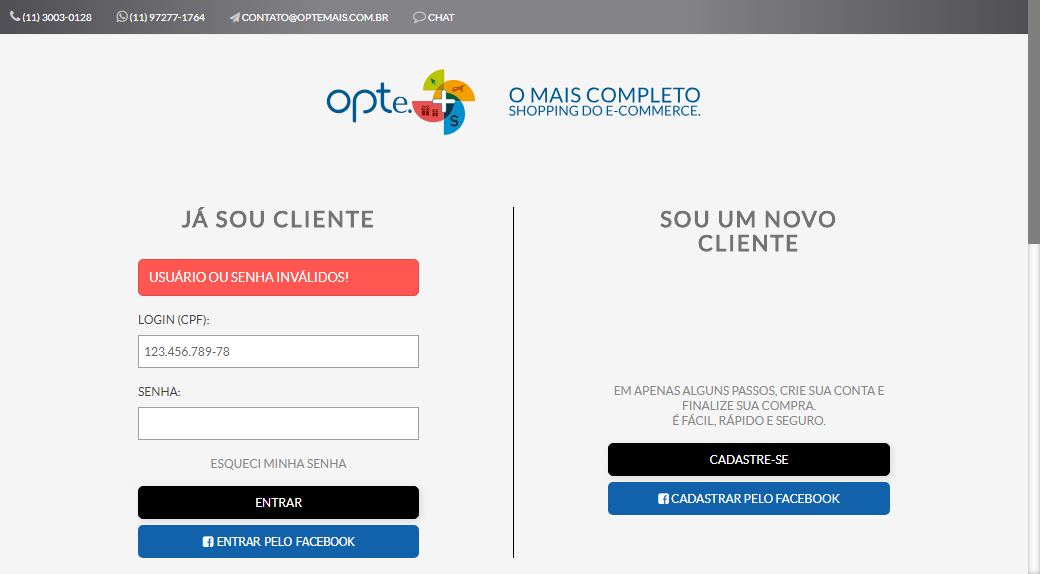 (11) 3003-0128 (11) 97277-1764 CONTATO@OPTEMAIS.COM.BR CHAT
opte.
O MAIS COMPLETO
SHOPPING DO E-COMMERCE.
JÁ SOU CLIENTE
USUÁRIO OU SENHA INVÁLIDOS!
LOGIN (CPF):
123.456.789-78
SENHA:
ESQUECI MINHA SENHA
ENTRAR
ENTRAR PELO FACEBOOK
SOU UM NOVO
CLIENTE
EM APENAS ALGUNS PASSOS, CRIE SUA CONTA E
FINALIZE SUA COMPRA.
É FÁCIL, RÁPIDO E SEGURO.
CADASTRE-SE
CADASTRAR PELO FACEBOOK